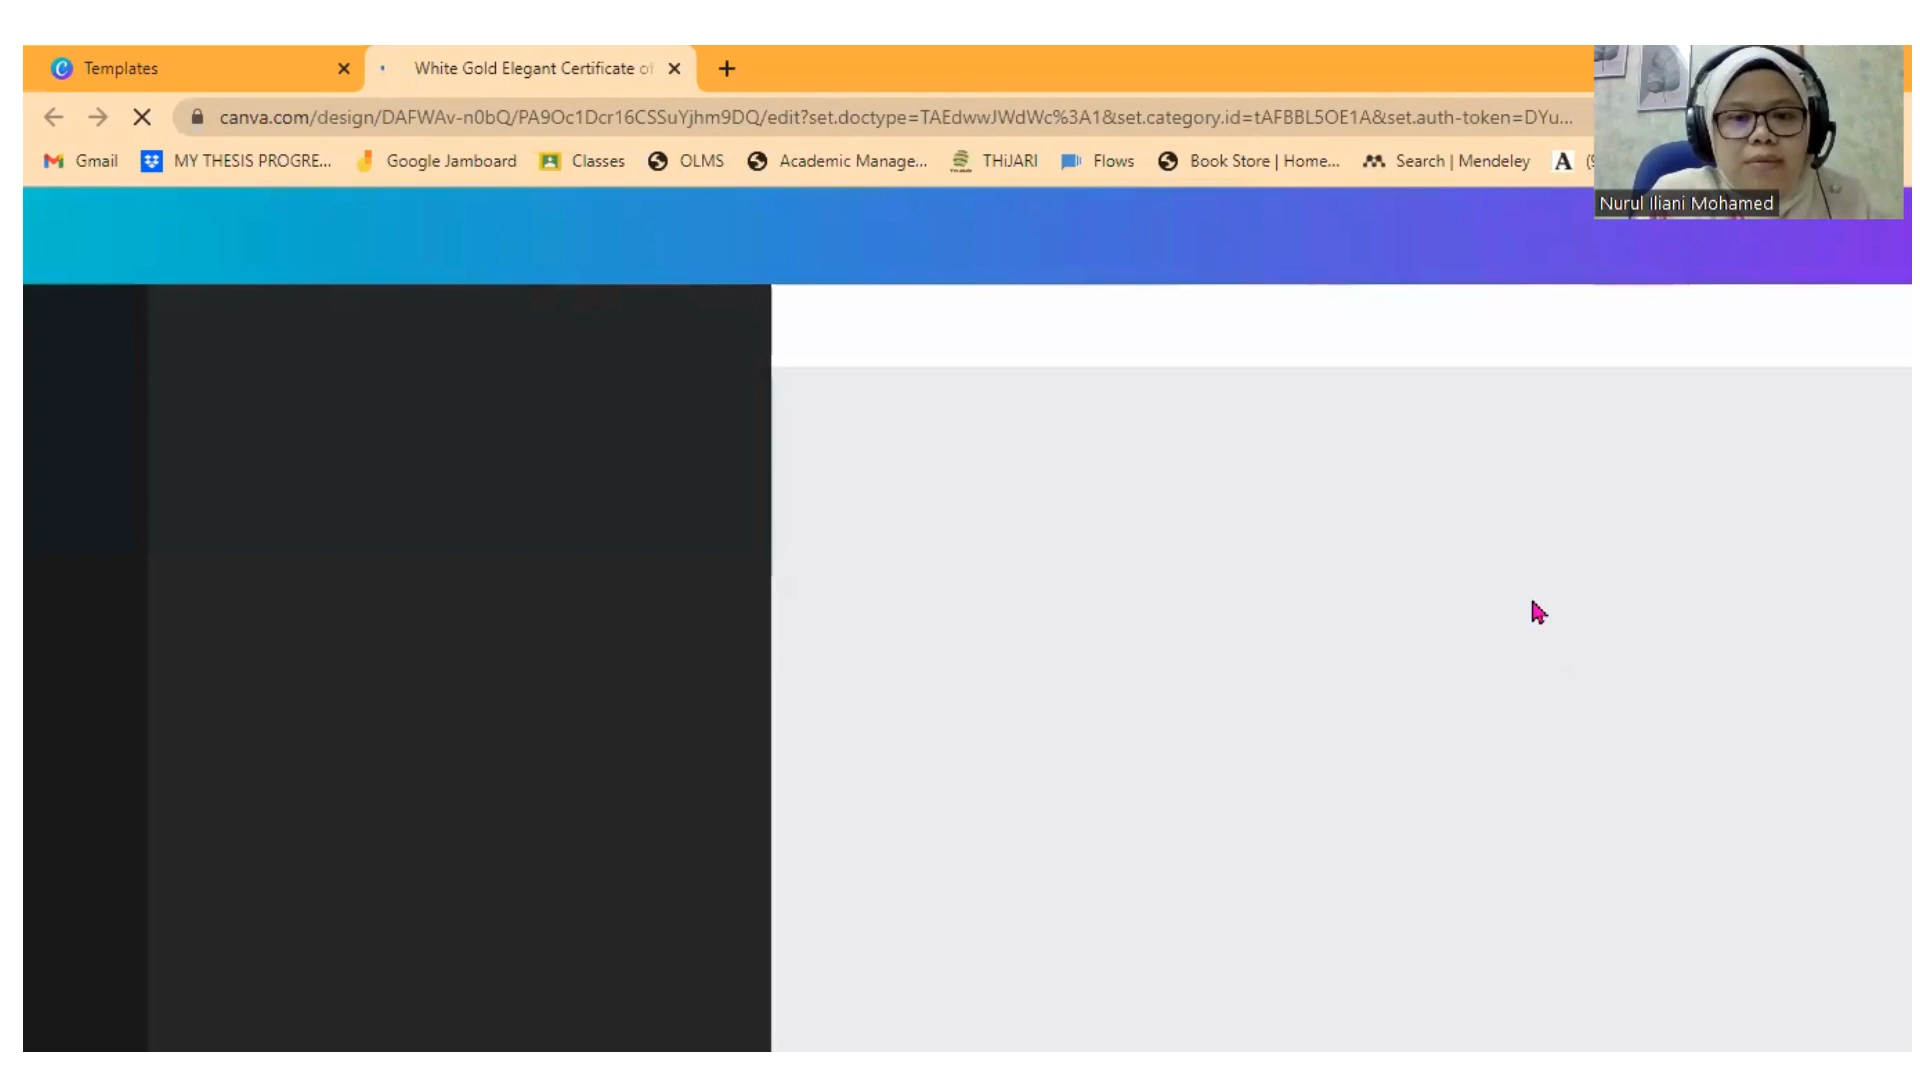 Templates
White Gold Elegant Certificate of
canva.com/design/DAFWAv-n0bQ/PA9Oc1Dcr16CSSuYjhm9DQ/edit?set.doctype=TAEdwwJWdWc%3A1&set.category.id=tAFBBL5OE1A&set.auth-token=DYu...
Gmail MY THESIS PROGRE... Google Jamboard Classes OLMS Academic Manage... THiJARI Flows Book Store | Home... Search | Mendeley A
Nurul Iliani Mohamed